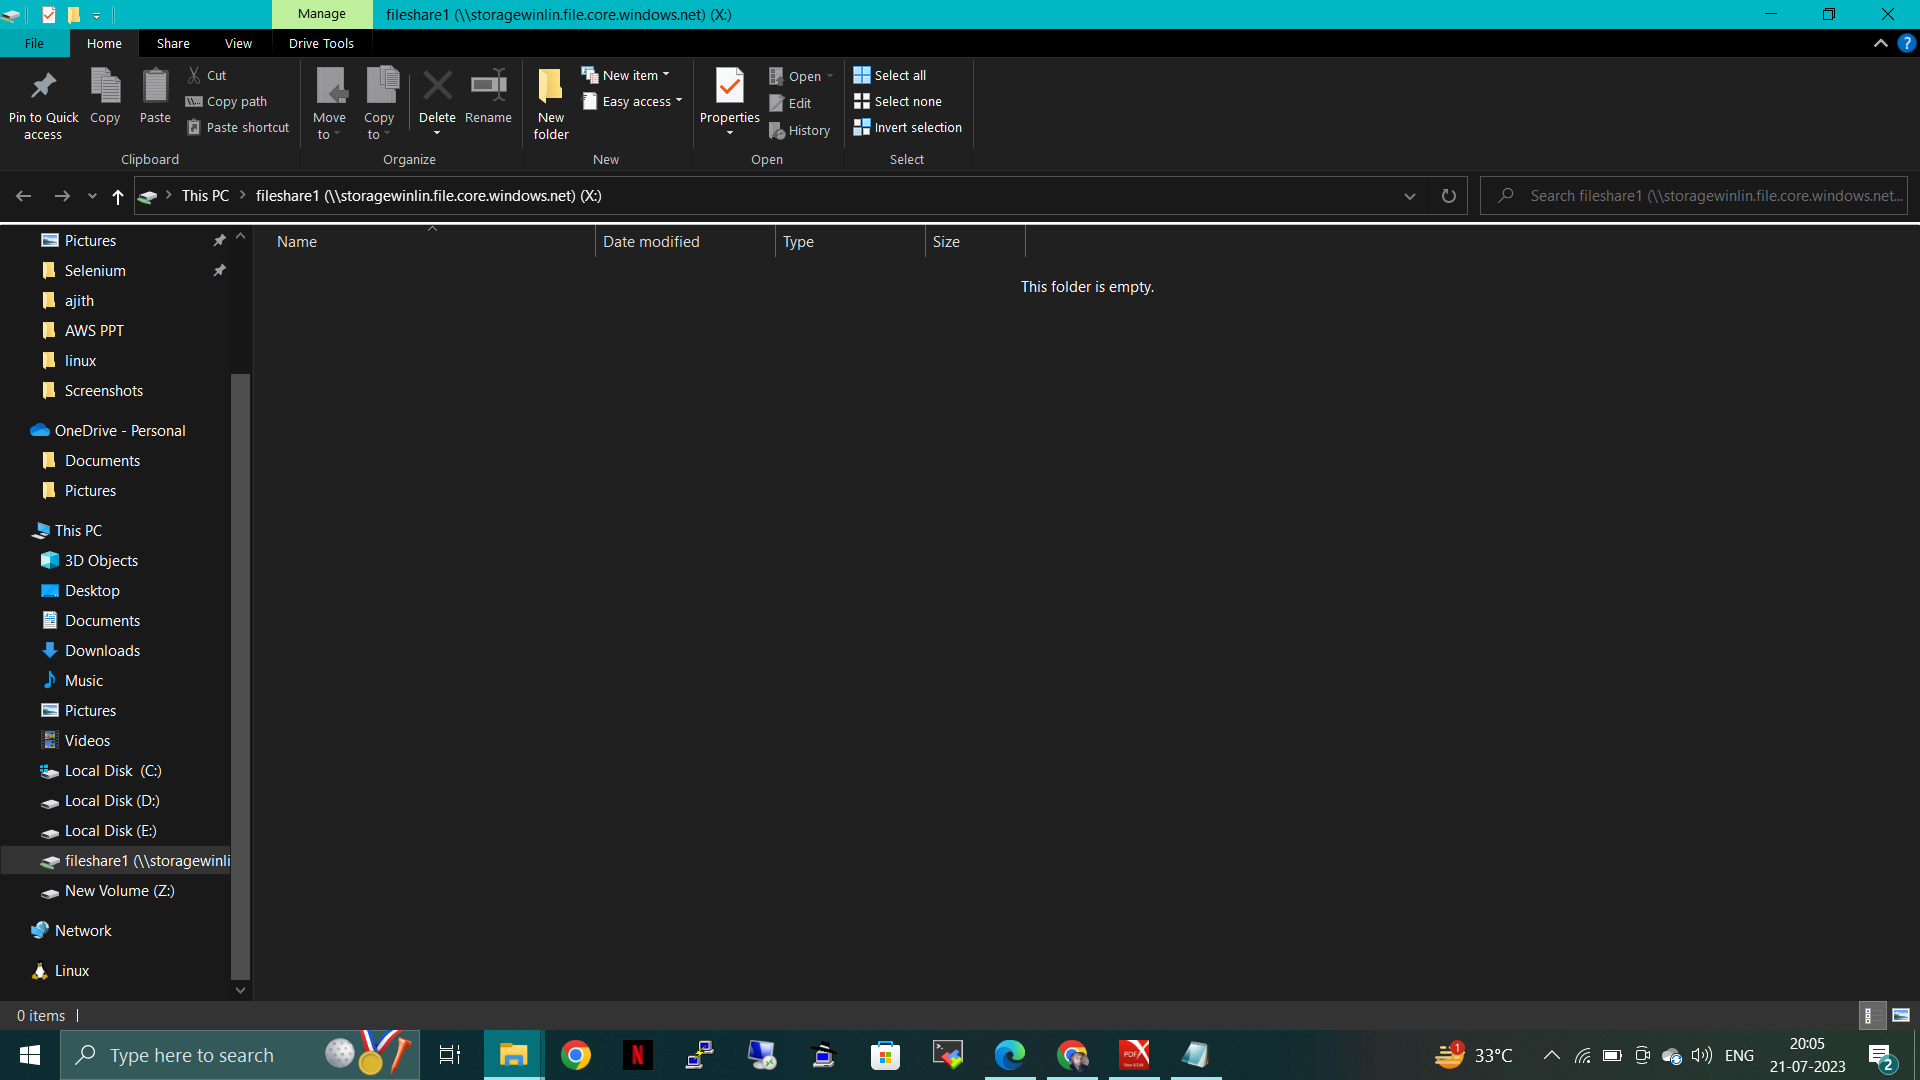 Manage
fileshare1 (\\storagewinlin.file.core.windows.net) (X:)
File
Home
Share
View
Drive Tools
Pin to Quick access
Copy
Paste
Cut
Copy path
Paste shortcut
Clipboard
Move to
Copy to
Delete
Rename
Organize
New folder
New item
Easy access
New
Properties
Open
Edit
History
Open
Select all
Select none
Invert selection
Select
This PC
fileshare1 (\\storagewinlin.file.core.windows.net) (X:)
Search fileshare1 (\\storagewinlin.file.core.windows.net...
Pictures
Selenium
ajith
AWS PPT
linux
Screenshots
OneDrive - Personal
Documents
Pictures
This PC
3D Objects
Desktop
Documents
Downloads
Music
Pictures
Videos
Local Disk  (C:)
Local Disk (D:)
Local Disk (E:)
fileshare1 (\\storagewinli
New Volume (Z:)
Network
Linux
Name
Date modified
Type
Size
This folder is empty.
0 items
Type here to search
N
PDF
1
33°C
ENG
20:05
21-07-2023
2